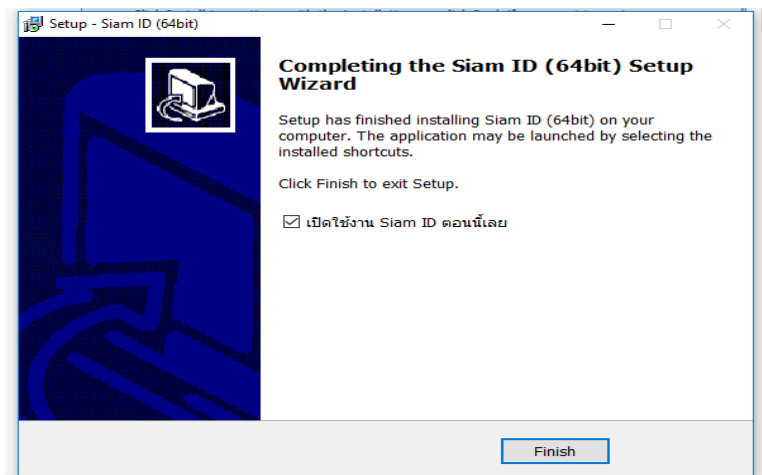 Setup - Siam ID (64bit)
Completing the Siam ID (64bit) Setup
Wizard
Setup has finished installing Siam ID (64bit) on your
computer. The application may be launched by selecting the
installed shortcuts.
Click Finish to exit Setup.
เปิดใช้งาน Siam ID ตอนนี้เลย
Finish